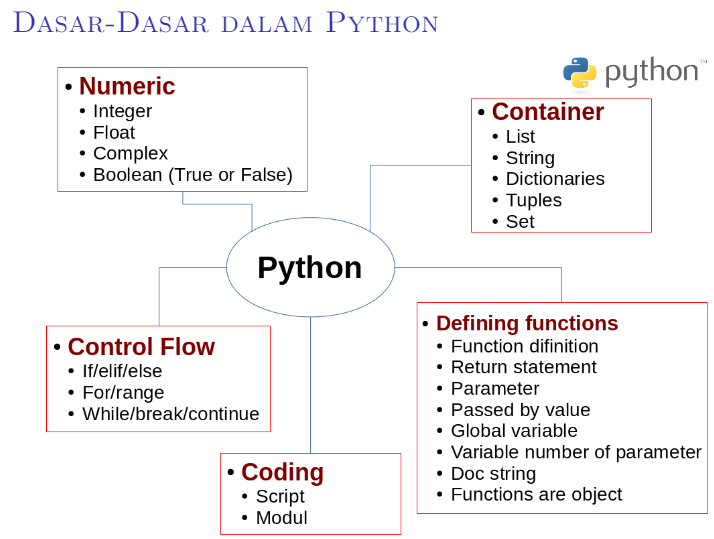 Dasar-Dasar dalam Python
python™
• Numeric
• Integer
• Float
• Complex
• Boolean (True or False)
• Container
• List
• String
• Dictionaries
• Tuples
• Set
Python
• Control Flow
• If/elif/else
• For/range
• While/break/continue
• Defining functions
• Function difinition
• Return statement
• Parameter
• Passed by value
• Global variable
• Variable number of parameter
• Doc string
• Functions are object
• Coding
• Script
• Modul